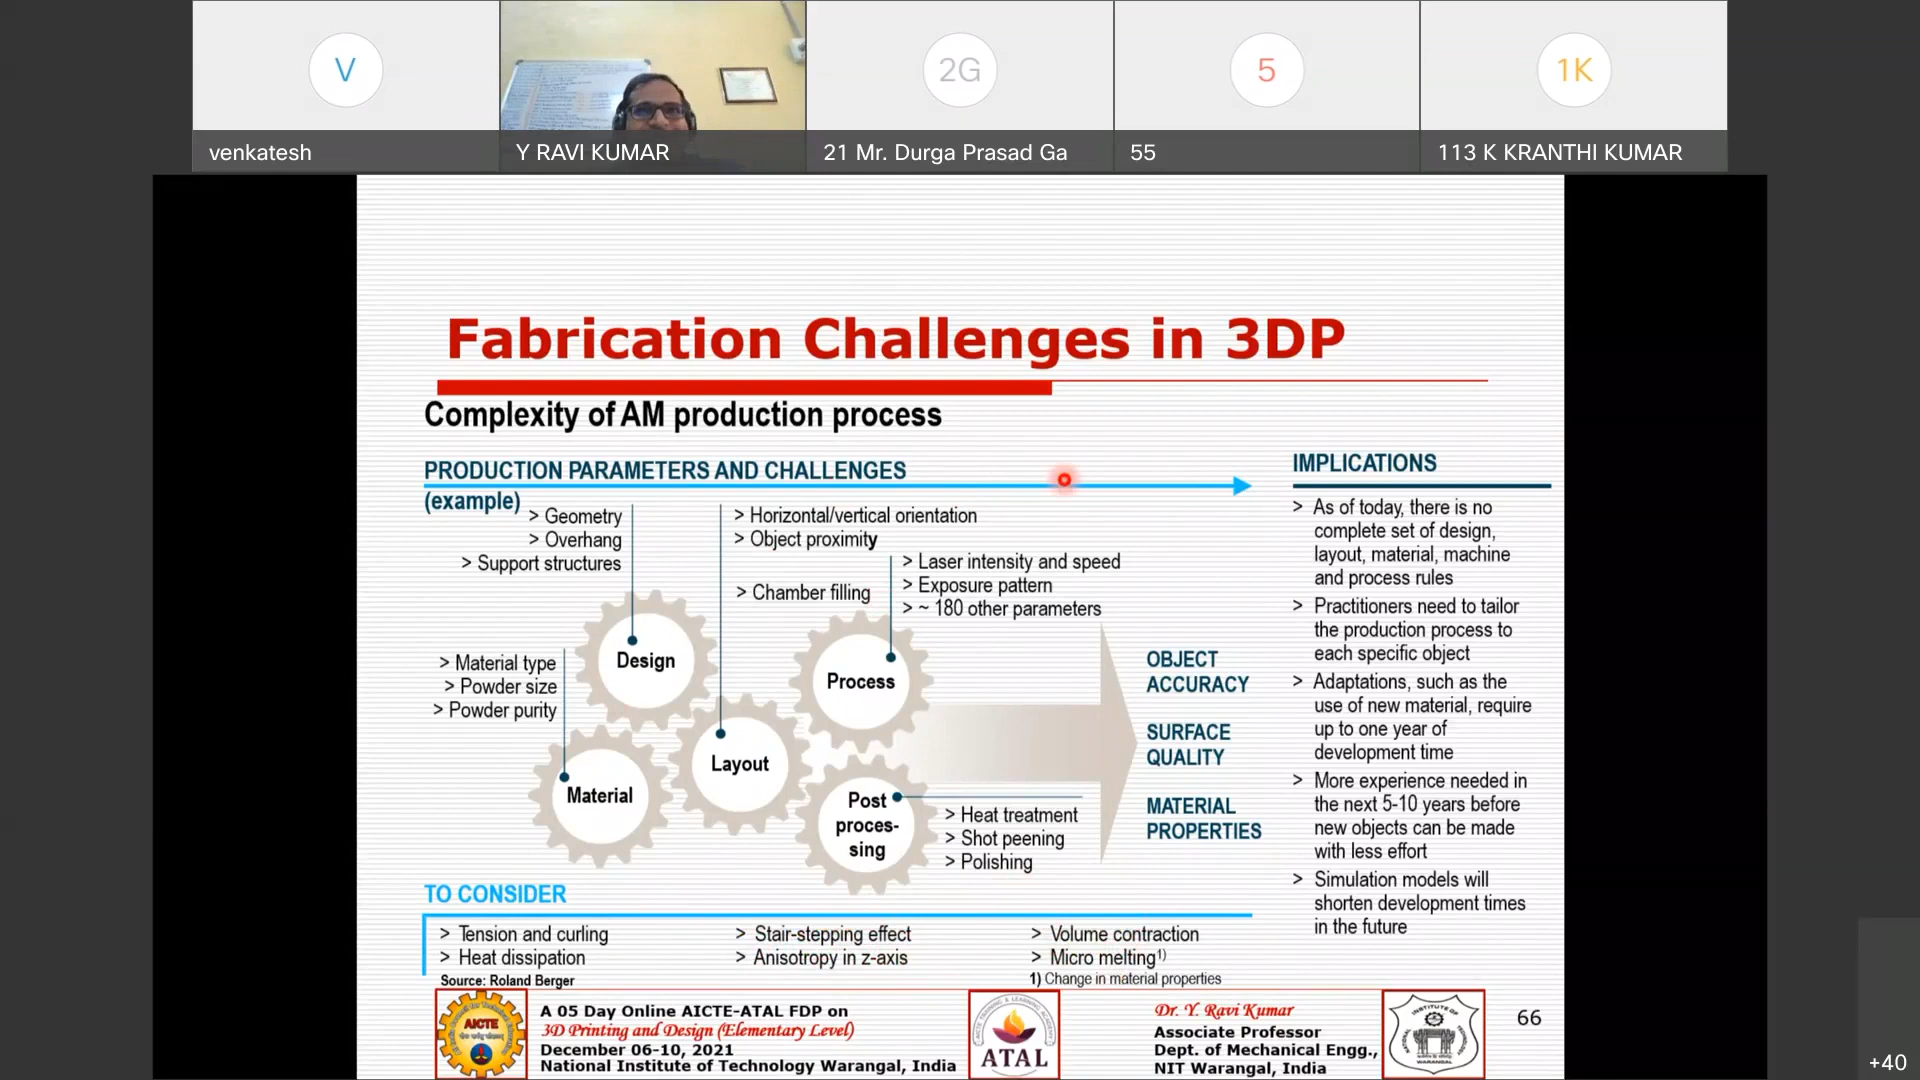 V
2G
5
1K
venkatesh
Y RAVI KUMAR
21 Mr. Durga Prasad Ga
55
113 K KRANTHI KUMAR
Fabrication Challenges in 3DP
Complexity of AM production process
PRODUCTION PARAMETERS AND CHALLENGES
(example)
> Geometry
> Overhang
> Support structures
> Horizontal/vertical orientation
> Object proximity
> Chamber filling
> Laser intensity and speed
> Exposure pattern
> ~ 180 other parameters
> Material type
> Powder size
> Powder purity
Design
Process
Layout
Material
Post
proces-
sing
> Heat treatment
> Shot peening
> Polishing
OBJECT
ACCURACY
SURFACE
QUALITY
MATERIAL
PROPERTIES
IMPLICATIONS
> As of today, there is no
complete set of design,
layout, material, machine
and process rules
> Practitioners need to tailor
the production process to
each specific object
> Adaptations, such as the
use of new material, require
up to one year of
development time
> More experience needed in
the next 5-10 years before
new objects can be made
with less effort
> Simulation models will
shorten development times
in the future
TO CONSIDER
> Tension and curling
> Heat dissipation
> Stair-stepping effect
> Anisotropy in z-axis
> Volume contraction
> Micro melting1)
Source: Roland Berger
1) Change in material properties
AICTE
A 05 Day Online AICTE-ATAL FDP on
3D Printing and Design (Elementary Level)
December 06-10, 2021
National Institute of Technology Warangal, India
ATAL
Dr. Y. Ravi Kumar
Associate Professor
Dept. of Mechanical Engg.,
NIT Warangal, India
66
+40